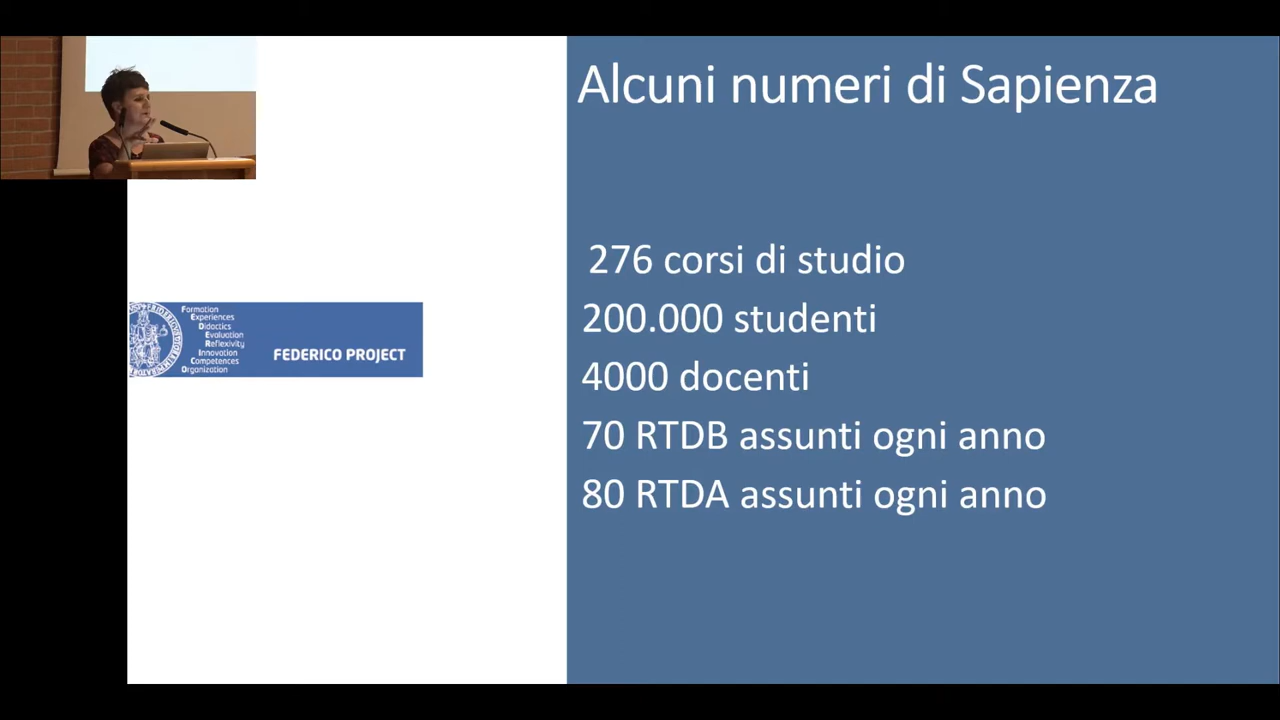 Alcuni numeri di Sapienza
276 corsi di studio
200.000 studenti
4000 docenti
70 RTDB assunti ogni anno
80 RTDA assunti ogni anno
Formation
Experiences
Didactics
Evaluation
Reflexivity
Innovation
Competences
Organization
FEDERICO PROJECT